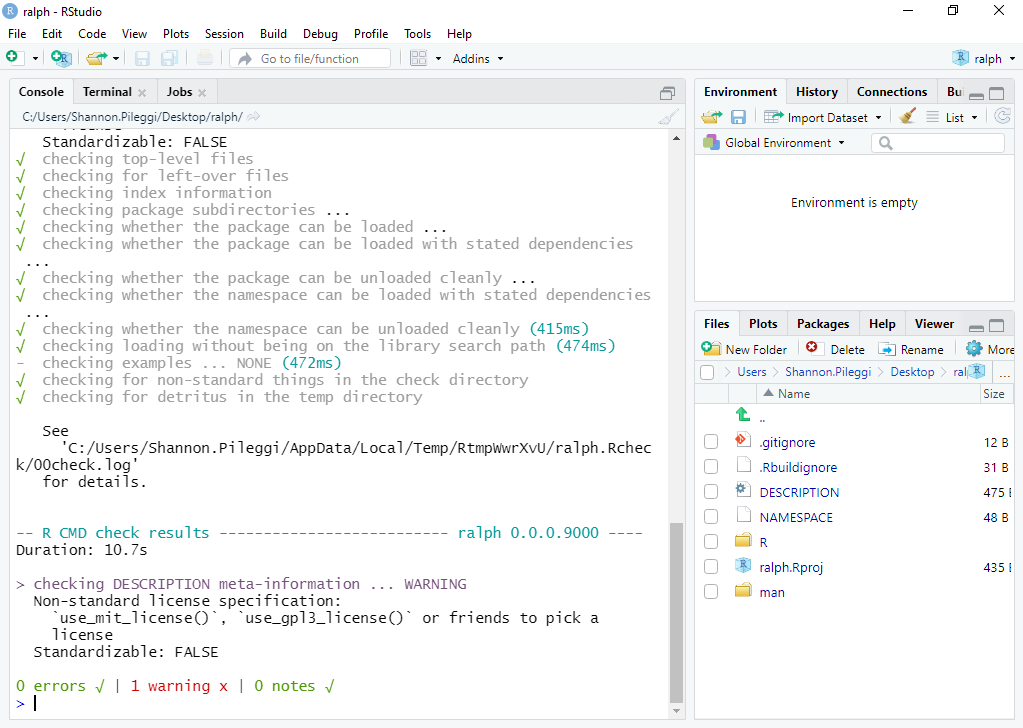 ralph - RStudio
File Edit Code View Plots Session Build Debug Profile Tools Help
Go to file/function
Addins
ralph
Console Terminal Jobs
C:/Users/Shannon.Pileggi/Desktop/ralph/
Standardizable: FALSE
√ checking top-level files
√ checking for left-over files
√ checking index information
√ checking package subdirectories ...
√ checking whether the package can be loaded ...
√ checking whether the package can be loaded with stated dependencies
...
√ checking whether the package can be unloaded cleanly ...
√ checking whether the namespace can be loaded with stated dependencies
...
√ checking whether the namespace can be unloaded cleanly (415ms)
√ checking loading without being on the library search path (474ms)
- checking examples ... NONE (472ms)
√ checking for non-standard things in the check directory
√ checking for detritus in the temp directory
See
'C:/Users/Shannon.Pileggi/AppData/Local/Temp/RtmpWwrXvU/ralph.Rchec
k/00check.log'
for details.
-- R CMD check results --------------------------- ralph 0.0.0.9000 ----
Duration: 10.7s
> checking DESCRIPTION meta-information ... WARNING
Non-standard license specification:
`use_mit_license()`, `use_gpl3_license()` or friends to pick a
license
Standardizable: FALSE
0 errors √ | 1 warning x | 0 notes √
>
Environment History Connections Bu
Import Dataset List
Global Environment
Environment is empty
Files Plots Packages Help Viewer
New Folder Delete Rename More
Users Shannon.Pileggi Desktop ral ...
Name Size
..
.gitignore 12 B
.Rbuildignore 31 B
DESCRIPTION 475
NAMESPACE 48 B
R
ralph.Rproj 435
man